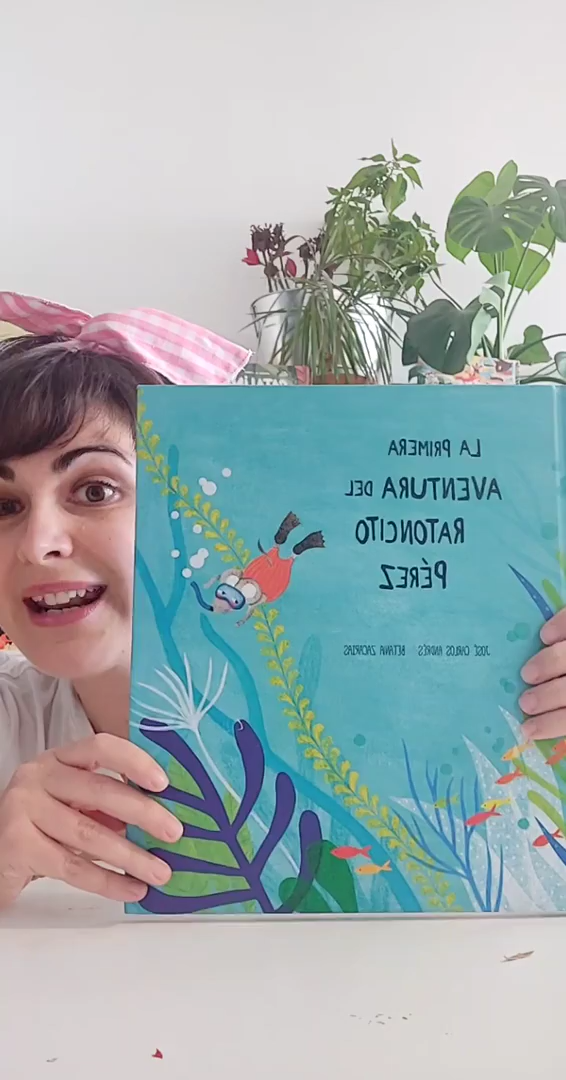 LA PRIMERA
AVENTURA DEL
RATONCITO
PÉREZ
JOSÉ CARLOS ANDRÉS BETANIA ZACARIAS